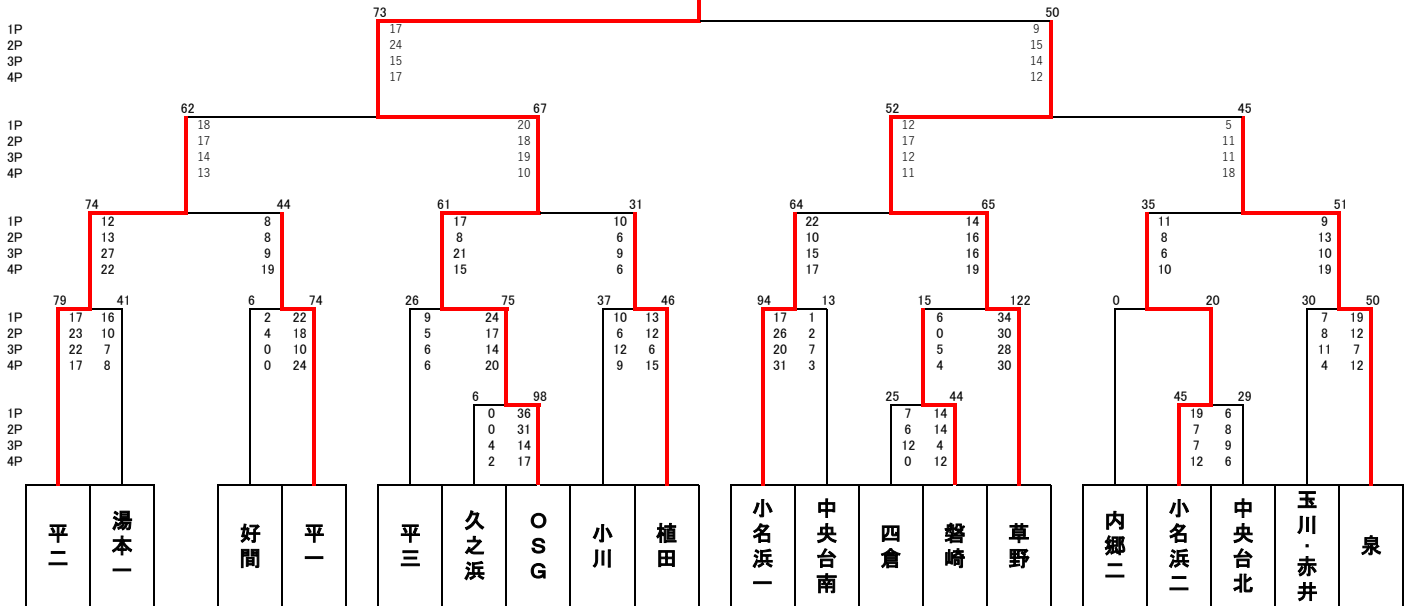 73 50
1P 17 9
2P 24 15
3P 15 14
4P 17 12
62 67 52 45
1P 18 20 12 5
2P 17 18 17 11
3P 14 19 12 11
4P 13 10 11 18
74 44 61 31 64 65 35 51
1P 12 8 17 10 22 14 11 9
2P 13 8 8 6 10 16 8 13
3P 27 9 21 9 15 16 6 10
4P 22 19 15 6 17 19 10 19
79 41 6 74 26 75 37 46 94 13 15 122 0 20 30 50
1P 17 16 2 22 9 24 10 13 17 1 6 34 7 19
2P 23 10 4 18 5 17 6 12 26 2 0 30 8 12
3P 22 7 0 10 6 14 12 6 20 7 5 28 11 7
4P 17 8 0 24 6 20 9 15 31 3 4 30 4 12
6 98 25 44 45 29
1P 0 36 7 14 19 6
2P 0 31 6 14 7 8
3P 4 14 12 4 7 9
4P 2 17 0 12 12 6
平二
湯本一
好間
平一
平三
久之浜
OSG
小川
植田
小名浜一
中央台南
四倉
磐崎
草野
内郷二
小名浜二
中央台北
玉川・赤井
泉